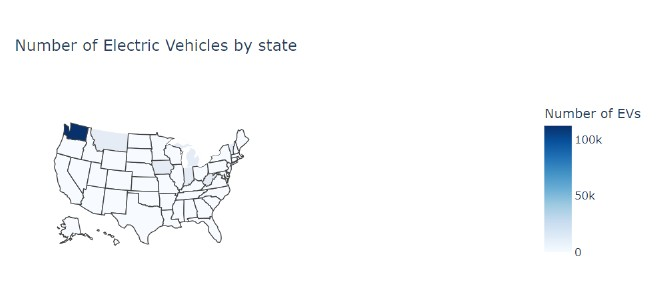 Number of Electric Vehicles by state
Number of EVs
100k
50k
0